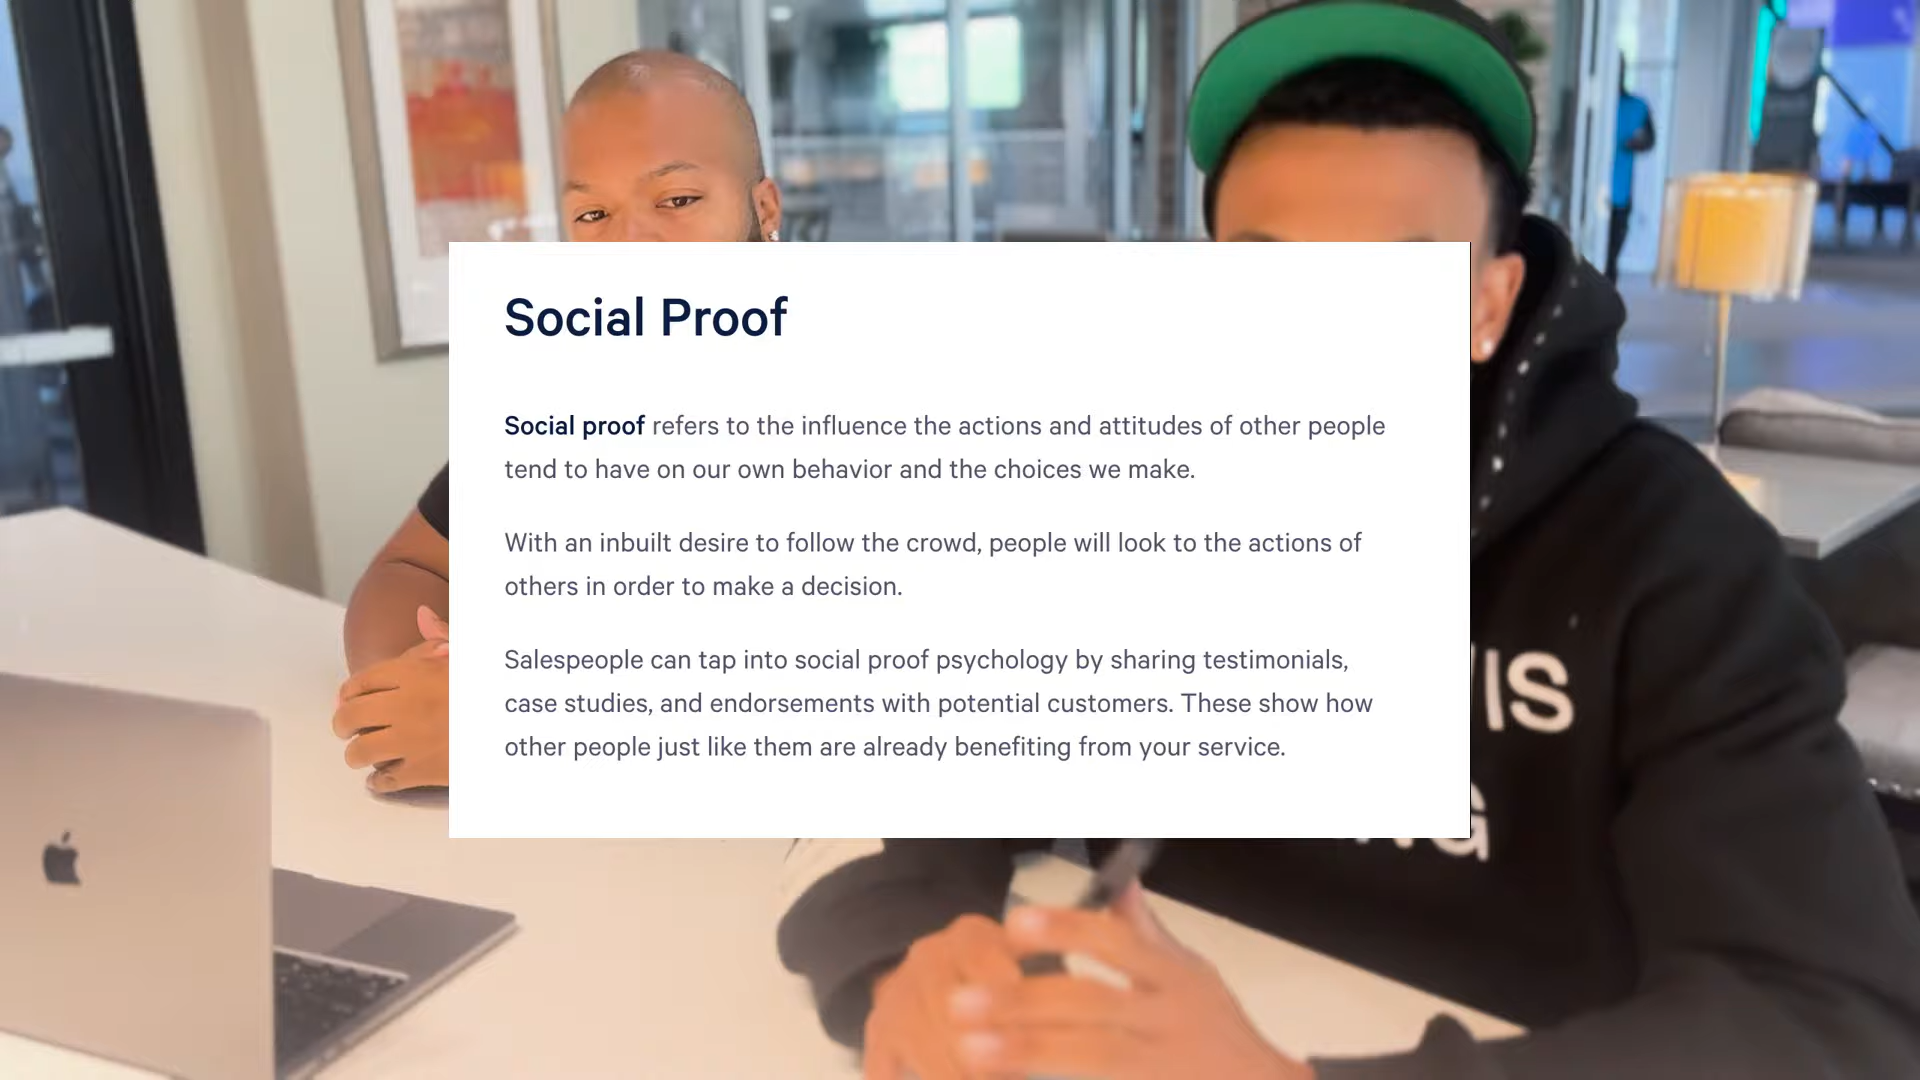 Social Proof
Social proof refers to the influence the actions and attitudes of other people
tend to have on our own behavior and the choices we make.
With an inbuilt desire to follow the crowd, people will look to the actions of
others in order to make a decision.
Salespeople can tap into social proof psychology by sharing testimonials,
case studies, and endorsements with potential customers. These show how
other people just like them are already benefiting from your service.